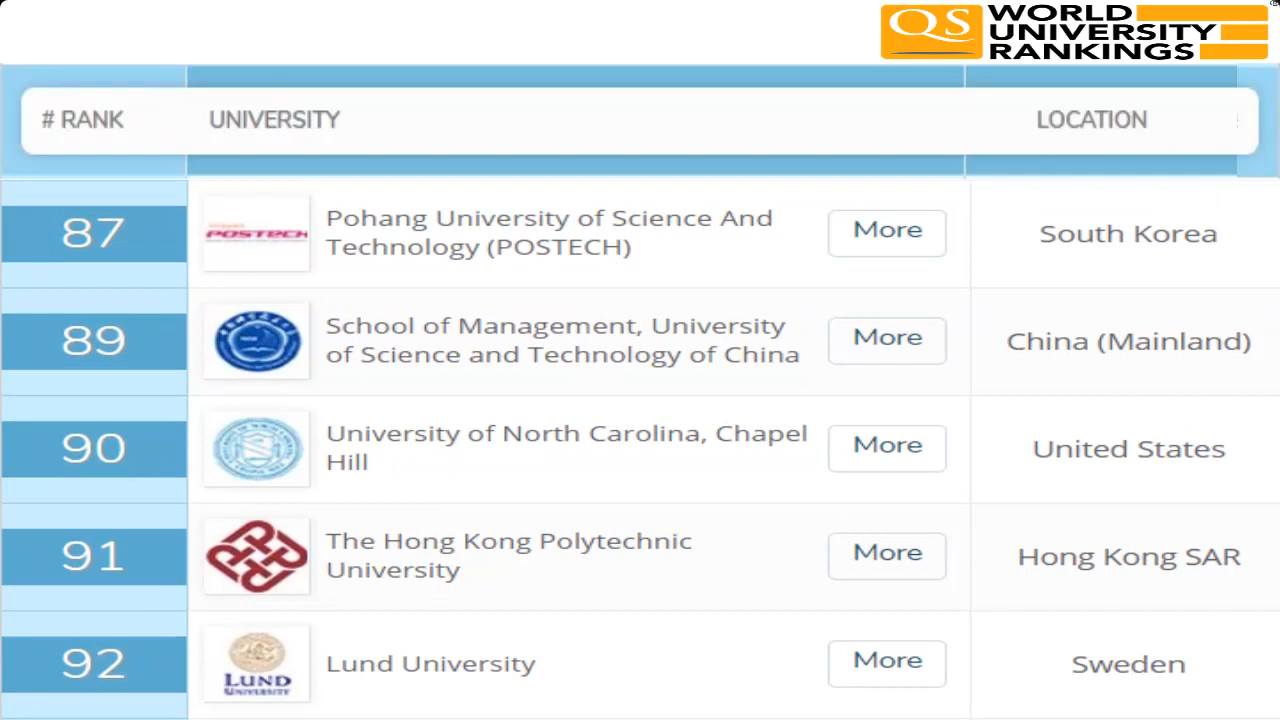 QS WORLD
UNIVERSITY
RANKINGS
# RANK UNIVERSITY LOCATION
87 POSTECH Pohang University of Science And
Technology (POSTECH) More South Korea
89 School of Management, University
of Science and Technology of China More China (Mainland)
90 University of North Carolina, Chapel
Hill More United States
91 The Hong Kong Polytechnic
University More Hong Kong SAR
92 LUND
UNIVERSITY Lund University More Sweden